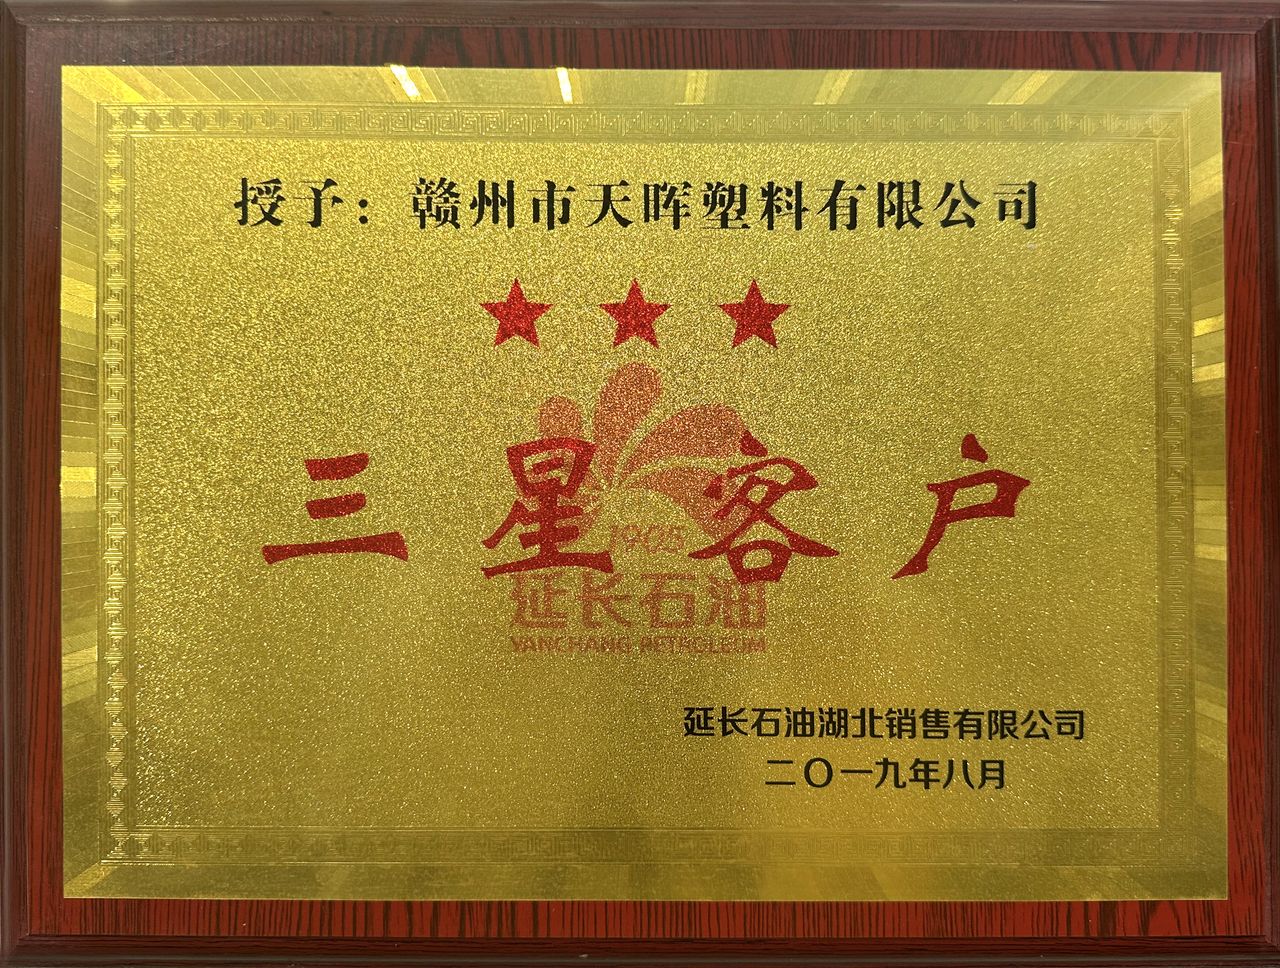 授予：赣州市天晖塑料有限公司
三星客户
1905
延长石油
YANCHANG PETROLEUM
延长石油湖北销售有限公司
二〇一九年八月